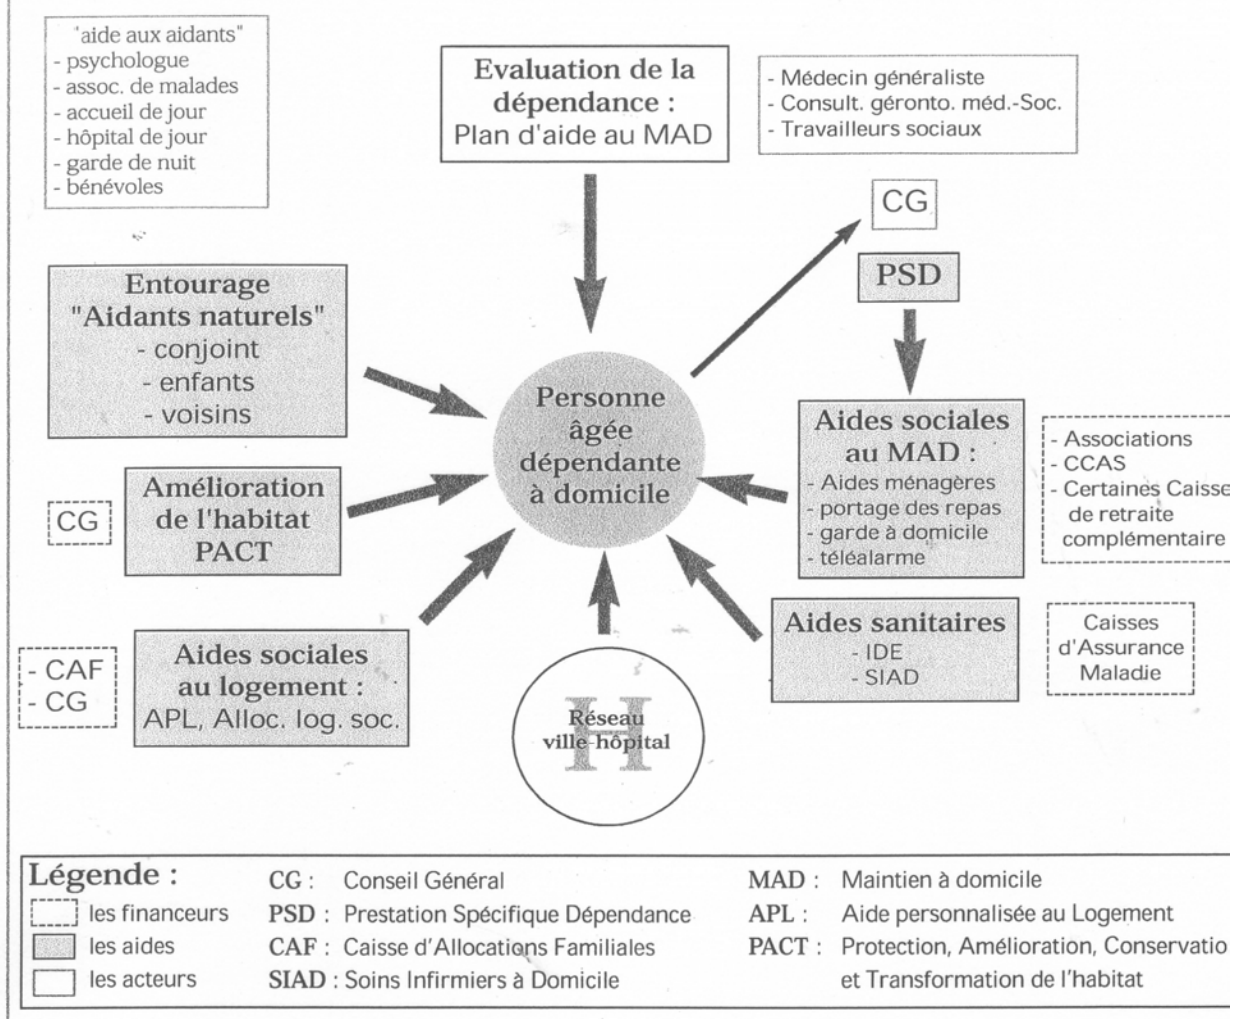 "aide aux aidants"
- psychologue
- assoc. de malades
- accueil de jour
- hôpital de jour
- garde de nuit
- bénévoles
Evaluation de la
dépendance :
Plan d'aide au MAD
- Médecin généraliste
- Consult. géronto. méd.-Soc.
- Travailleurs sociaux
CG
PSD
Entourage
"Aidants naturels"
- conjoint
- enfants
- voisins
Personne
âgée
dépendante
à domicile
Aides sociales
au MAD :
- Aides ménagères
- portage des repas
- garde à domicile
- téléalarme
- Associations
- CCAS
- Certaines Caisse
de retraite
complémentaire
CG
Amélioration
de l'habitat
PACT
Aides sanitaires
- IDE
- SIAD
Caisses
d'Assurance
Maladie
- CAF
- CG
Aides sociales
au logement :
APL, Alloc. log. soc.
H
Réseau
ville-hôpital
Légende :
les financeurs
les aides
les acteurs
CG : Conseil Général
PSD : Prestation Spécifique Dépendance
CAF : Caisse d'Allocations Familiales
SIAD : Soins Infirmiers à Domicile
MAD : Maintien à domicile
APL : Aide personnalisée au Logement
PACT : Protection, Amélioration, Conservatio
et Transformation de l'habitat